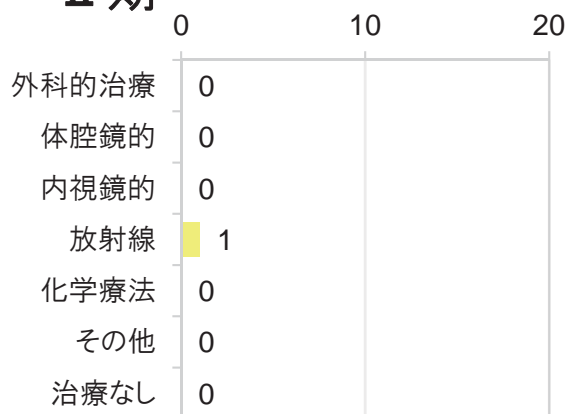 0 10 20
外科的治療 0
体腔鏡的 0
内視鏡的 0
放射線 1
化学療法 0
その他 0
治療なし 0